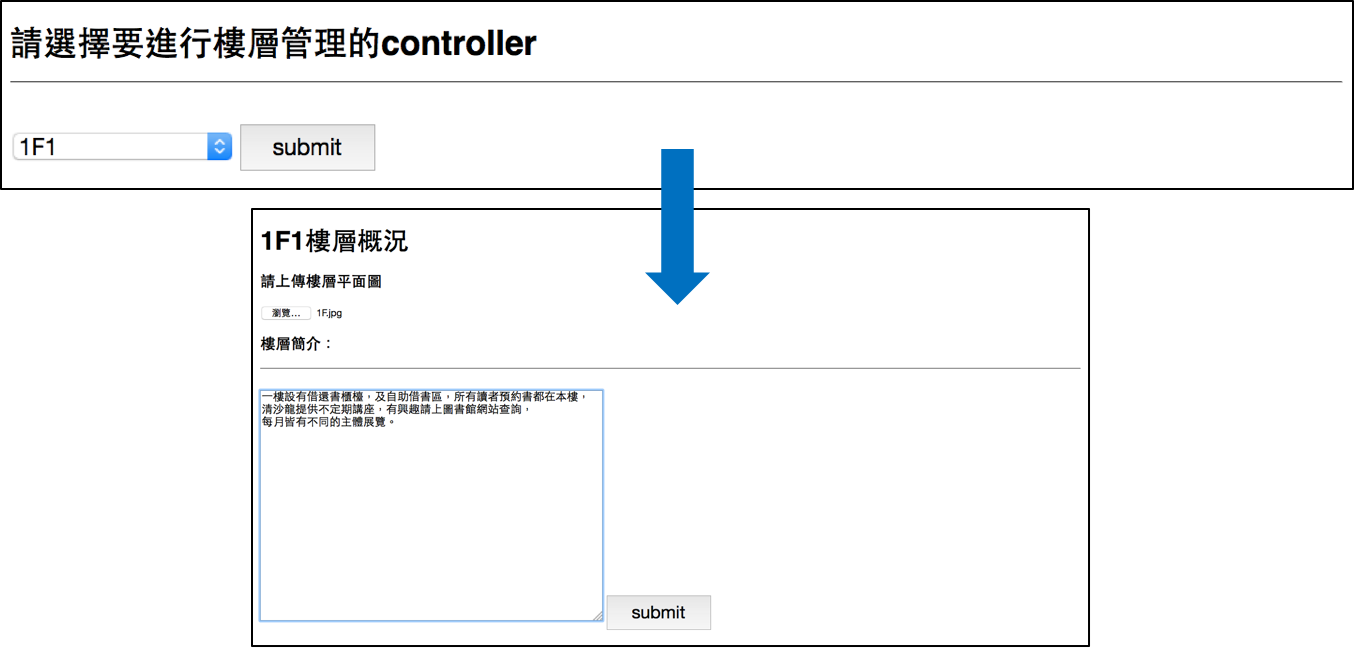 請選擇要進行樓層管理的controller
1F1
submit
1F1樓層概況
請上傳樓層平面圖
瀏覽... 1F.jpg
樓層簡介：
一樓設有借還書櫃檯，及自助借書區，所有讀者預約書都在本樓，
清沙龍提供不定期講座，有興趣請上圖書館網站查詢，
每月皆有不同的主體展覽。
submit